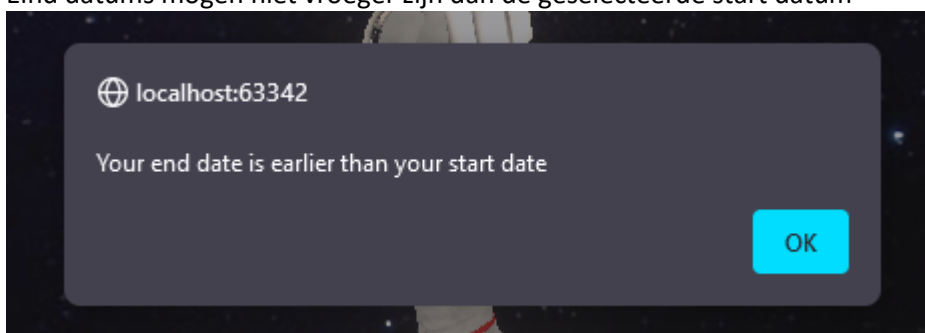 Eind datums mogen niet vroeger zijn dan de geselecteerde start datum
localhost:63342
Your end date is earlier than your start date
OK